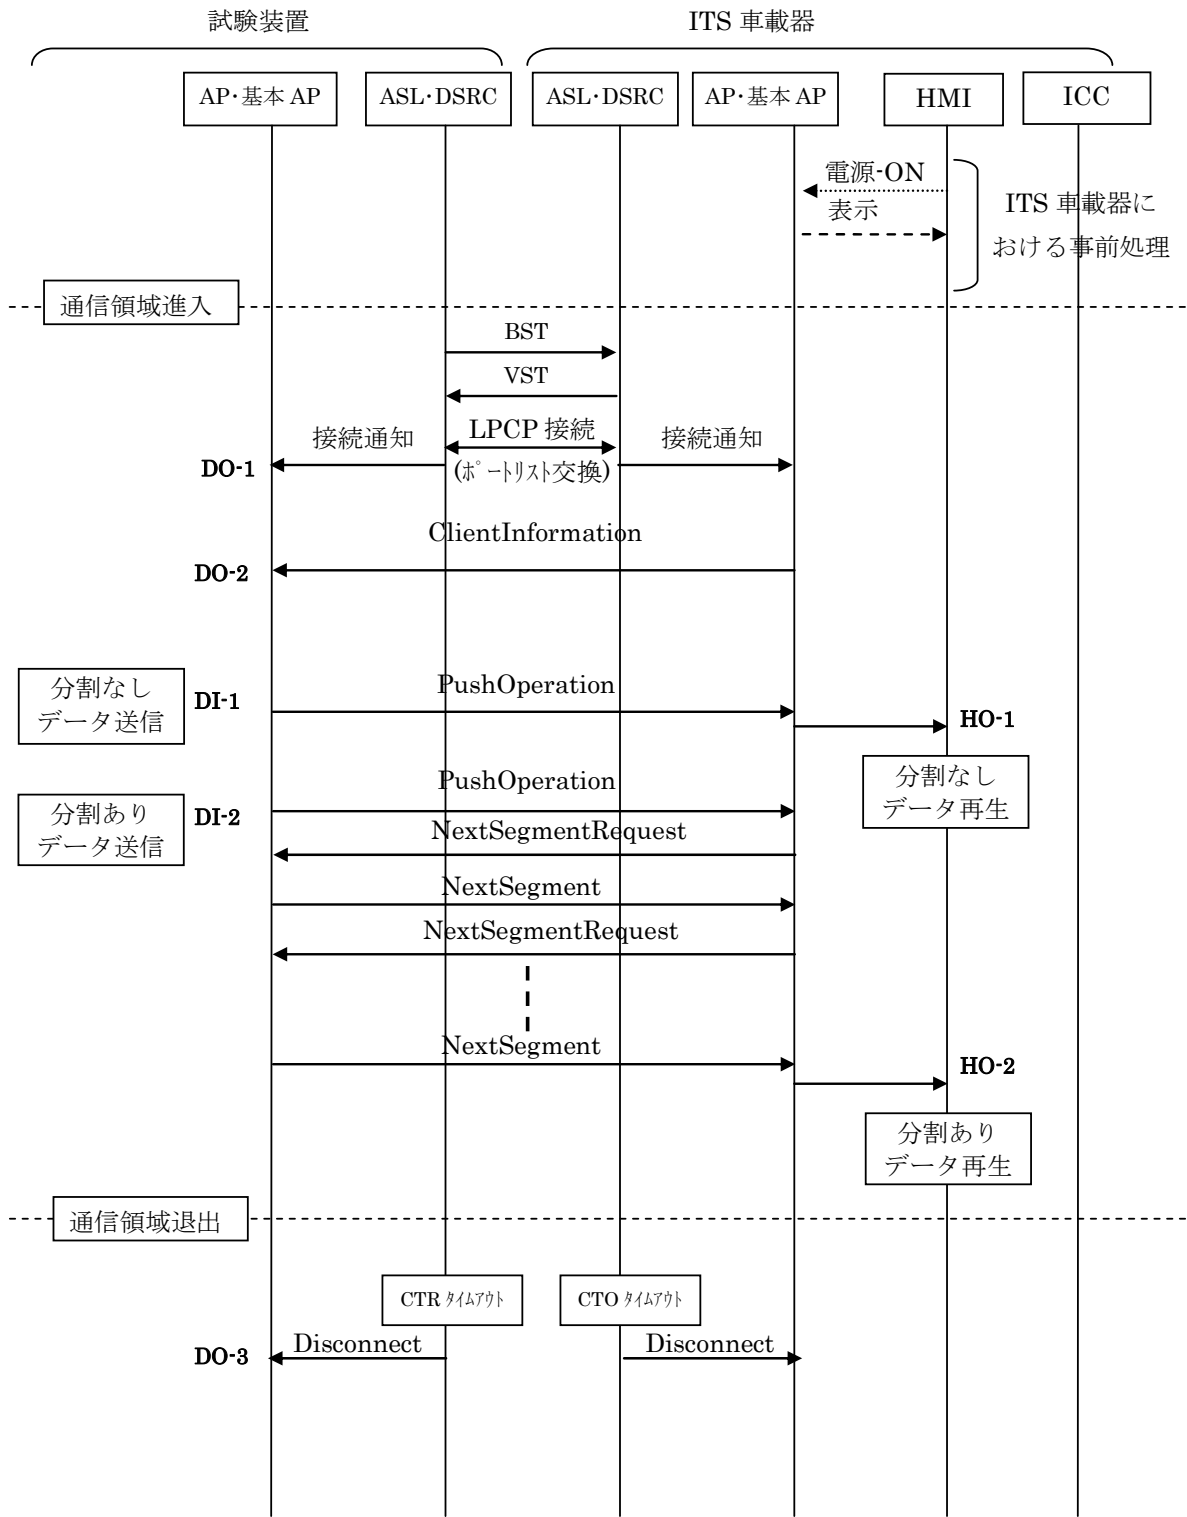 試験装置
ITS 車載器
AP・基本 AP
ASL・DSRC
ASL・DSRC
AP・基本 AP
HMI
ICC
電源-ON
表示
ITS 車載器に
おける事前処理
通信領域進入
BST
VST
接続通知
LPCP 接続
接続通知
DO-1
(ﾎﾟｰﾄﾘｽﾄ交換)
ClientInformation
DO-2
分割なし
データ送信
DI-1
PushOperation
HO-1
分割なし
データ再生
PushOperation
分割あり
データ送信
DI-2
NextSegmentRequest
NextSegment
NextSegmentRequest
NextSegment
HO-2
分割あり
データ再生
通信領域退出
CTR ﾀｲﾑｱｳﾄ
CTO ﾀｲﾑｱｳﾄ
DO-3
Disconnect
Disconnect